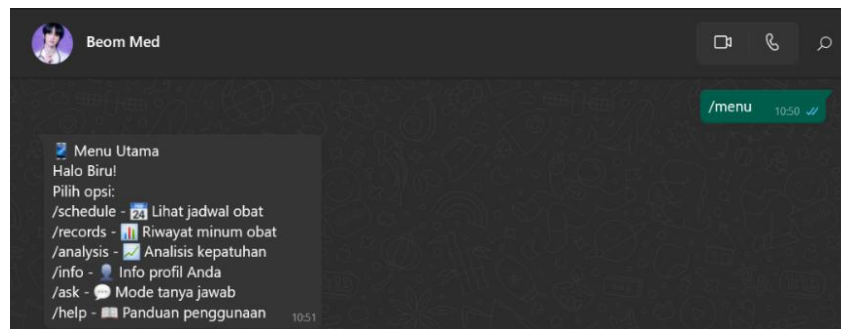 Beom Med
/menu
10:50
📱 Menu Utama
Halo Biru!
Pilih opsi:
/schedule - 📅 Lihat jadwal obat
/records - 📊 Riwayat minum obat
/analysis - 📈 Analisis kepatuhan
/info - 👤 Info profil Anda
/ask - 💬 Mode tanya jawab
/help - 📖 Panduan penggunaan
10:51